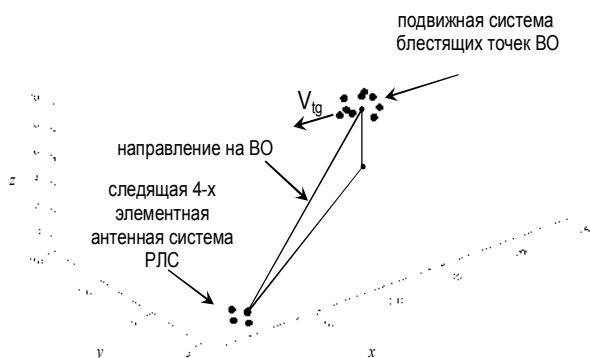 подвижная система
блестящих точек ВО
V_tg
направление на ВО
следящая 4-х
элементная
антенная система
РЛС
z
y
x